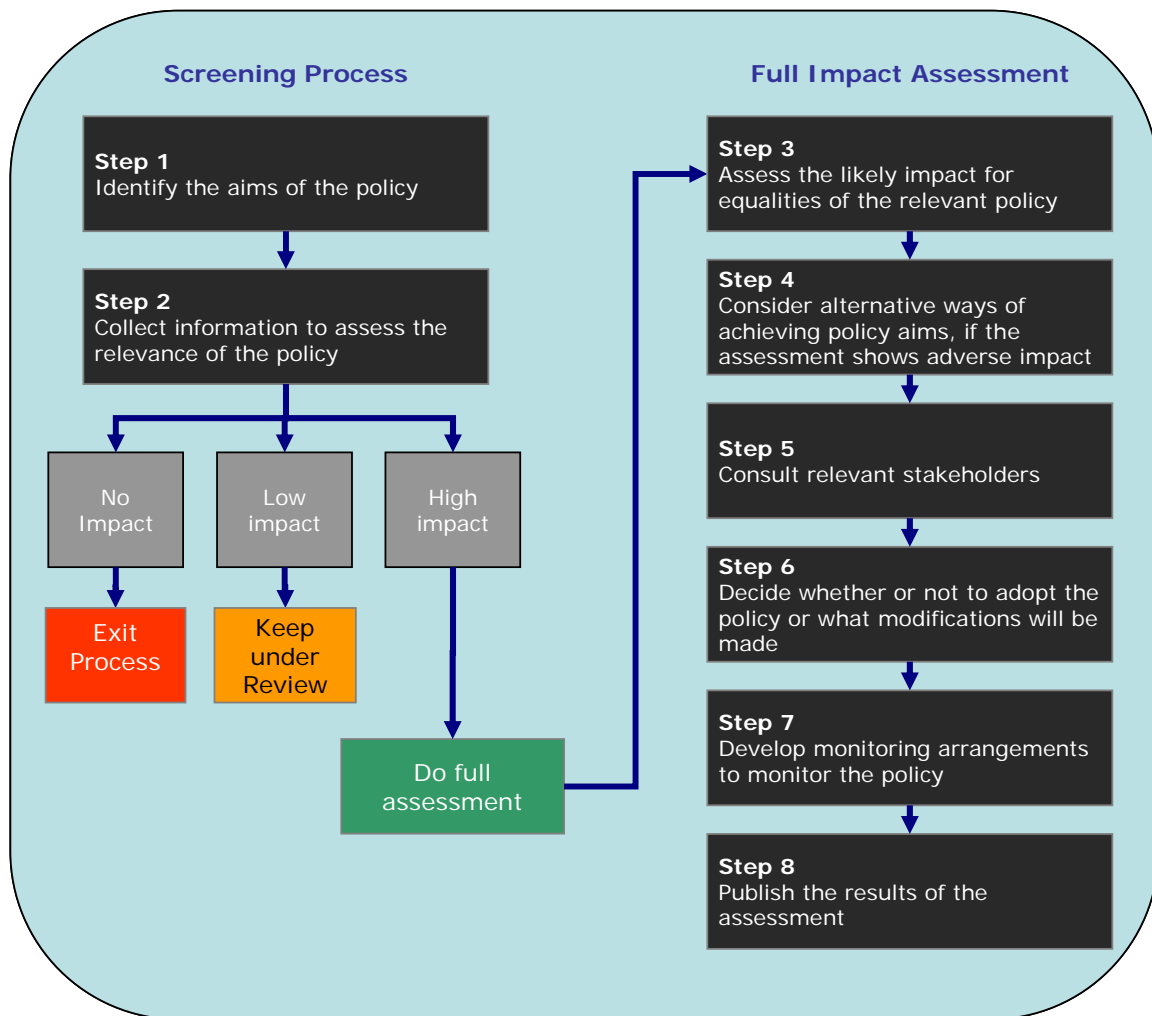 Screening Process
Step 1
Identify the aims of the policy
Step 2
Collect information to assess the
relevance of the policy
No
Impact
Low
impact
High
impact
Exit
Process
Keep
under
Review
Do full
assessment
Full Impact Assessment
Step 3
Assess the likely impact for
equalities of the relevant policy
Step 4
Consider alternative ways of
achieving policy aims, if the
assessment shows adverse impact
Step 5
Consult relevant stakeholders
Step 6
Decide whether or not to adopt the
policy or what modifications will be
made
Step 7
Develop monitoring arrangements
to monitor the policy
Step 8
Publish the results of the
assessment